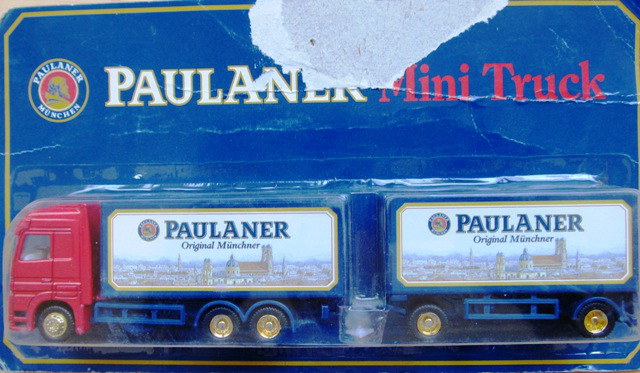 PAULANER MÜNCHEN
PAULANER Mini Truck
PAULANER
Original Münchner
PAULANER
Original Münchner